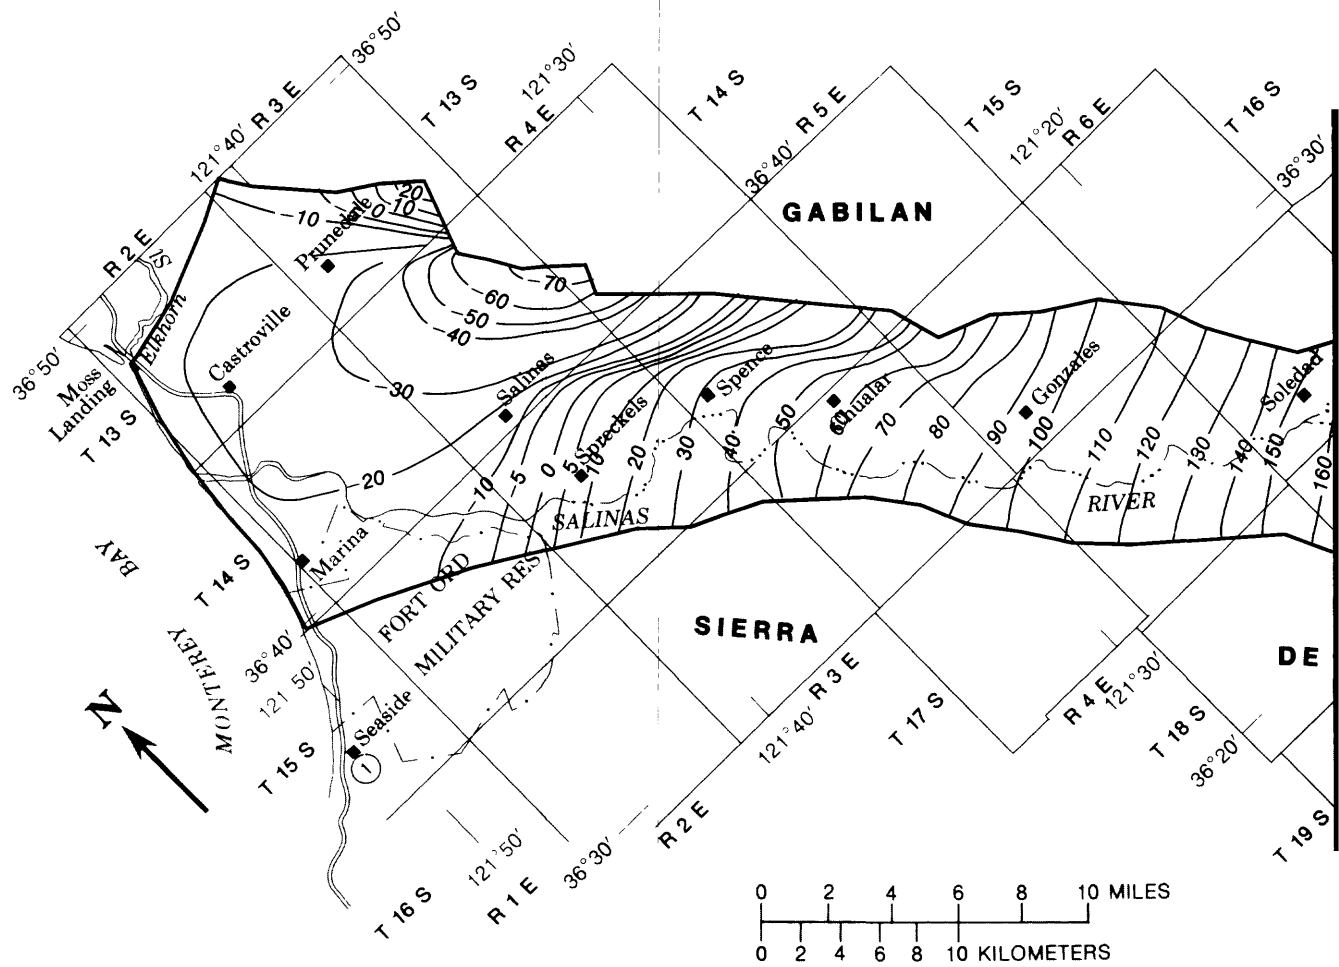 36°50′
R 3 E
T 13 S
121°30′
R 4 E
T 14 S
R 5 E
T 15 S
121°20′
R 6 E
T 16 S
36°30′
121°40′
36°40′
R 2 E
GABILAN
20
10
0
-10
Prunedale
Sl
Elkhorn
-70
-60
-50
-40
-30
-20
Castroville
Salinas
Spence
Spreckels
Chualar
Gonzales
Soledad
36°50′
Moss
Landing
T 13 S
-10
-5
0
5
10
20
30
40
50
60
70
80
90
100
110
120
130
140
150
160
SALINAS
RIVER
Marina
FORT ORD
MILITARY RES
BAY
MONTEREY
T 14 S
36°40′
121°50′
SIERRA
DE
N
Seaside
1
T 15 S
R 3 E
121°40′
T 17 S
R 4 E
121°30′
T 18 S
36°20′
T 19 S
R 2 E
36°30′
121°50′
R 1 E
T 16 S
0 2 4 6 8 10 MILES
0 2 4 6 8 10 KILOMETERS